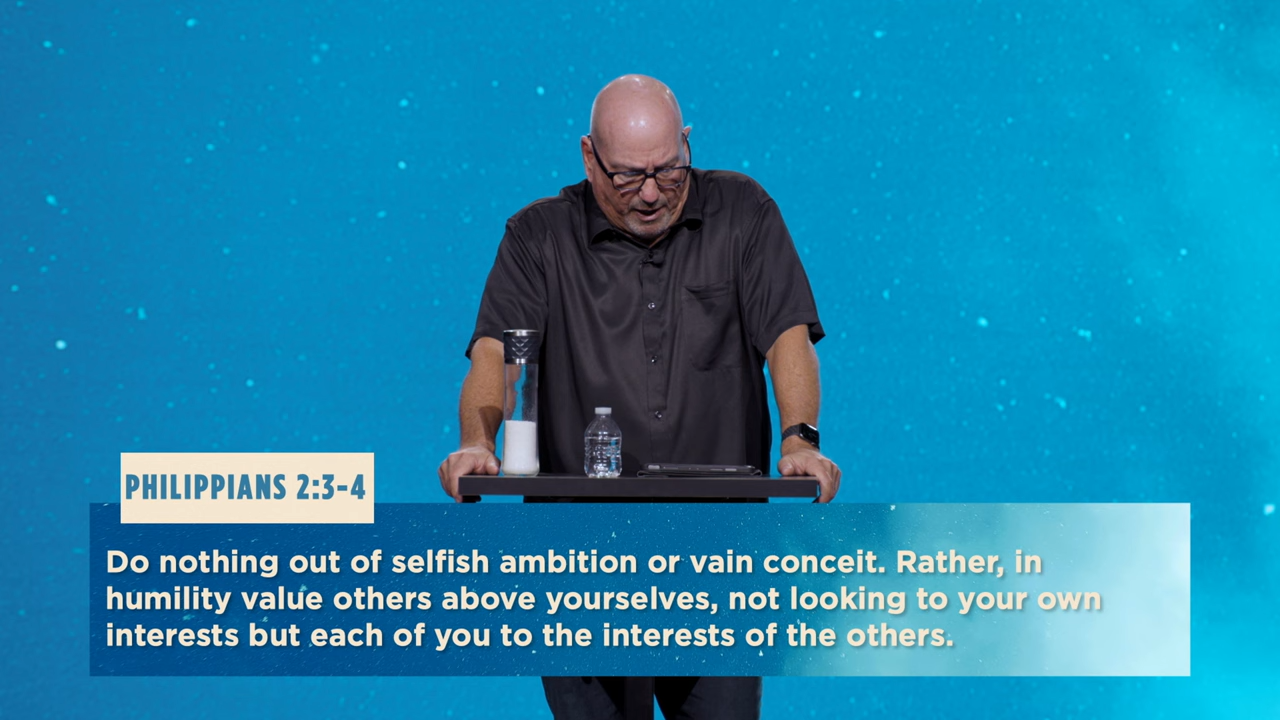 PHILIPPIANS 2:3-4
Do nothing out of selfish ambition or vain conceit. Rather, in
humility value others above yourselves, not looking to your own
interests but each of you to the interests of the others.